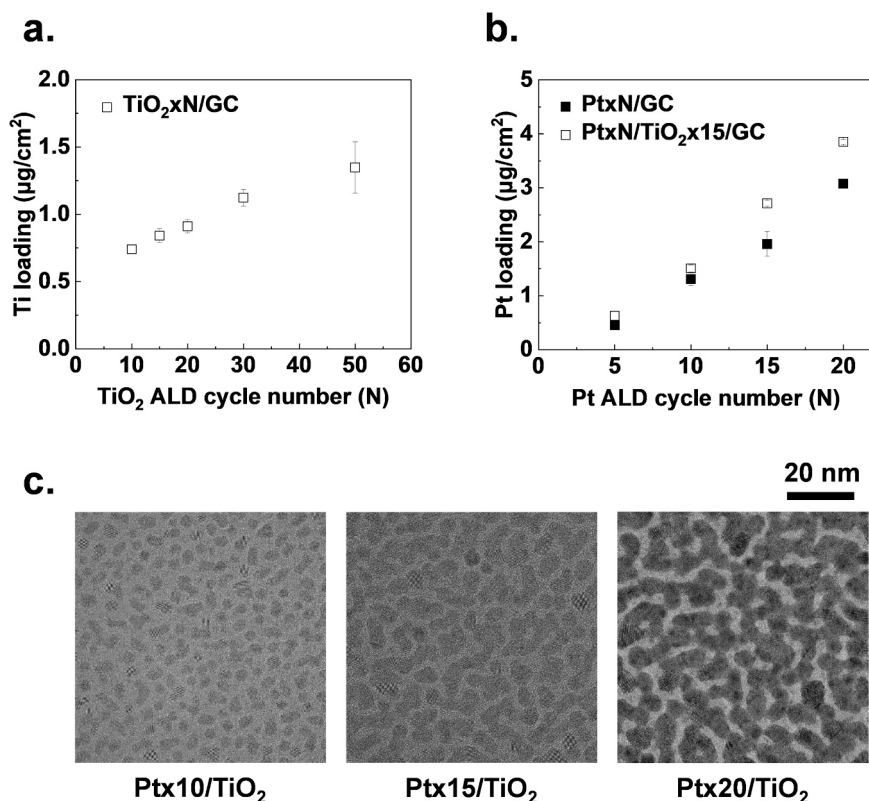 a.
2.0
1.5
1.0
0.5
0.0
0 10 20 30 40 50 60
Ti loading (µg/cm²)
TiO₂ ALD cycle number (N)
TiO₂xN/GC
b.
5
4
3
2
1
0
0 5 10 15 20
Pt loading (µg/cm²)
Pt ALD cycle number (N)
PtxN/GC
PtxN/TiO₂x15/GC
c.
20 nm
Ptx10/TiO₂
Ptx15/TiO₂
Ptx20/TiO₂